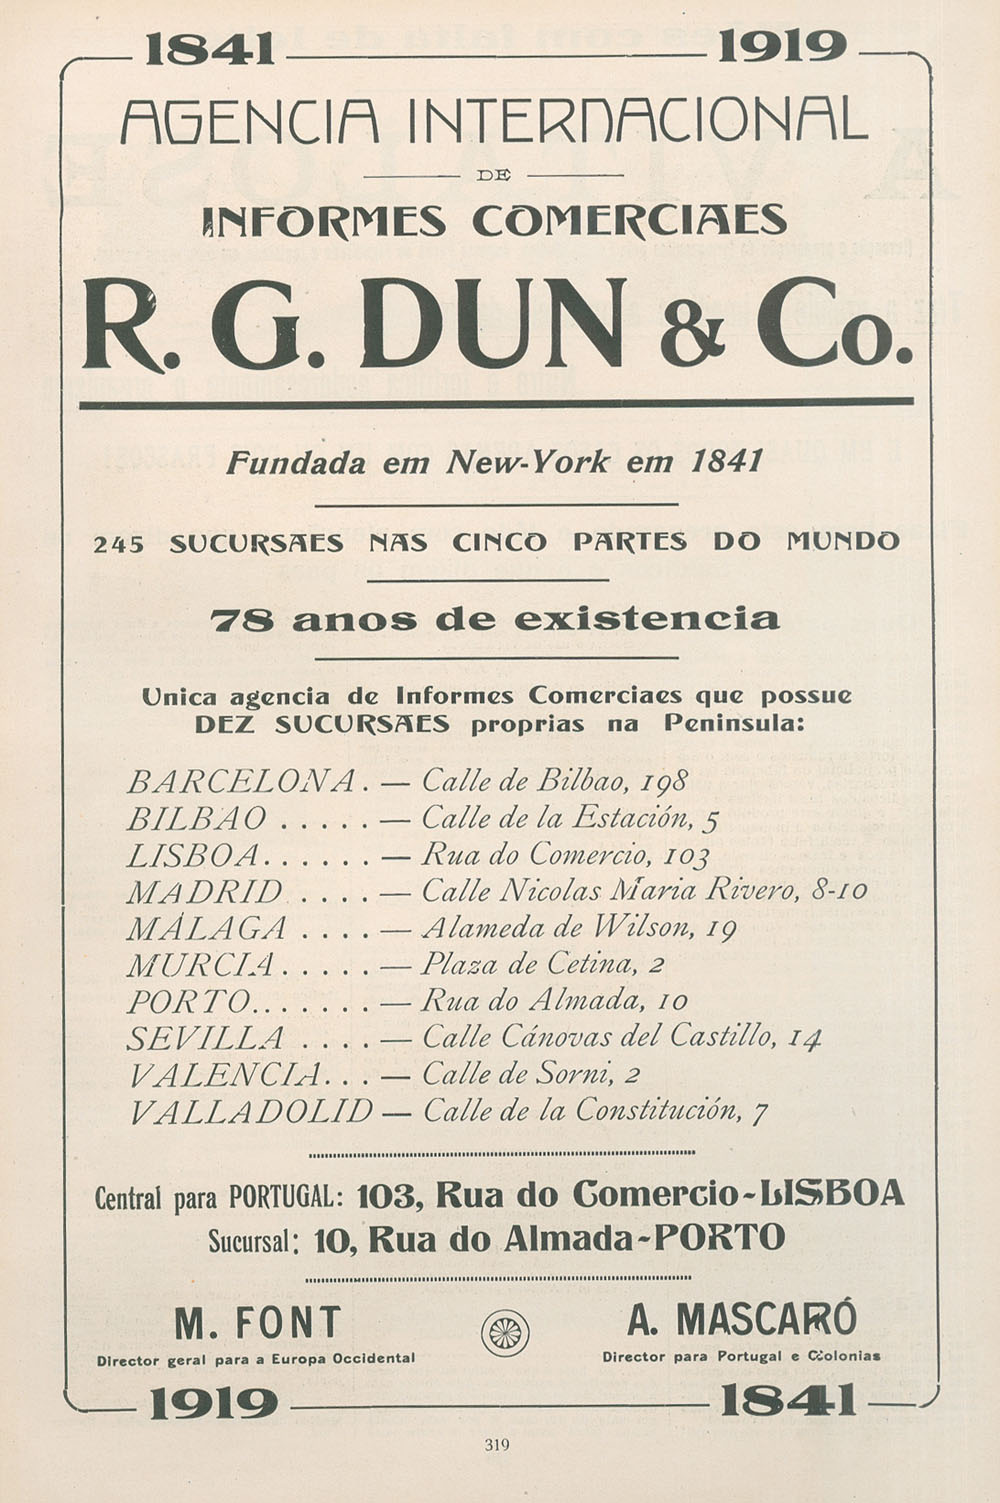 1841 1919
AGENCIA INTERNACIONAL
DE
INFORMES COMERCIAES
R. G. DUN & Co.
Fundada em New-York em 1841
245 SUCURSAES NAS CINCO PARTES DO MUNDO
78 anos de existencia
Unica agencia de Informes Comerciaes que possue
DEZ SUCURSAES proprias na Peninsula:
BARCELONA. — Calle de Bilbao, 198
BILBAO ..... — Calle de la Estación, 5
LISBOA...... — Rua do Comercio, 103
MADRID .... — Calle Nicolas Maria Rivero, 8-10
MÁLAGA .... — Alameda de Wilson, 19
MURCIA..... — Plaza de Cetina, 2
PORTO....... — Rua do Almada, 10
SEVILLA .... — Calle Cánovas del Castillo, 14
VALENCIA... — Calle de Sorni, 2
VALLADOLID — Calle de la Constitución, 7
Central para PORTUGAL: 103, Rua do Comercio-LISBOA
Sucursal: 10, Rua do Almada-PORTO
M. FONT
Director geral para a Europa Occidental
A. MASCARÓ
Director para Portugal e Colonias
1919 1841
319